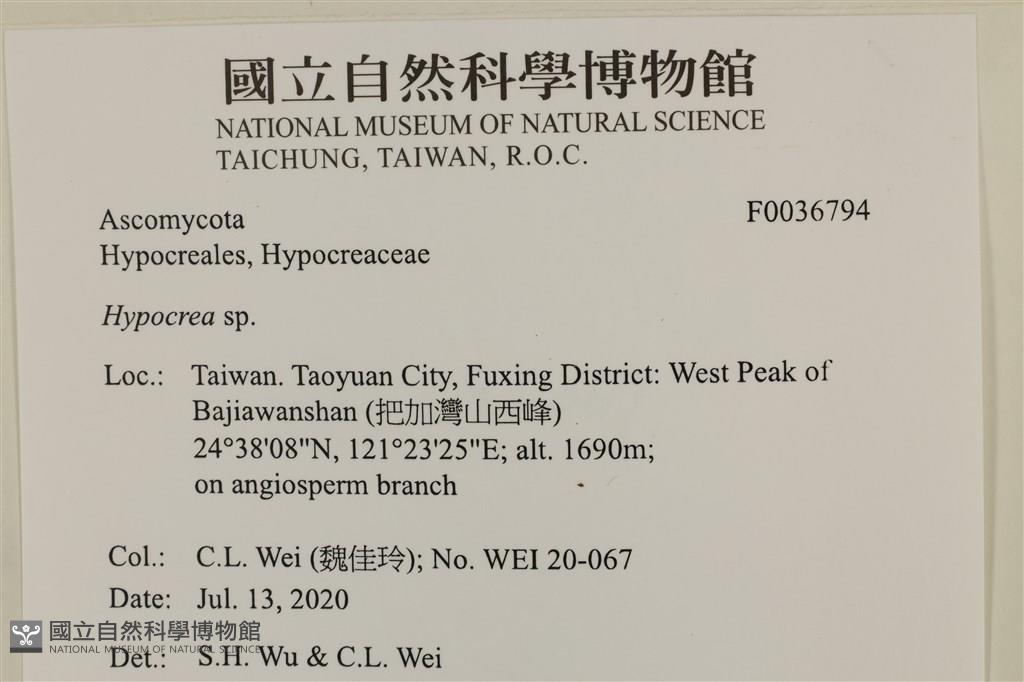 國立自然科學博物館
NATIONAL MUSEUM OF NATURAL SCIENCE
TAICHUNG, TAIWAN, R.O.C.
F0036794
Ascomycota
Hypocreales, Hypocreaceae
Hypocrea sp.
Loc.: Taiwan. Taoyuan City, Fuxing District: West Peak of
Bajiawanshan (把加灣山西峰)
24°38'08"N, 121°23'25"E; alt. 1690m;
on angiosperm branch
Col.: C.L. Wei (魏佳玲); No. WEI 20-067
Date: Jul. 13, 2020
Det.: S.H. Wu & C.L. Wei
國立自然科學博物館
NATIONAL MUSEUM OF NATURAL SCIENCE